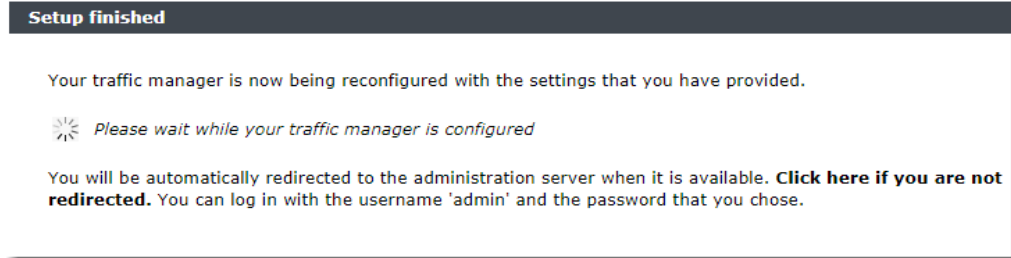 Setup finished
Your traffic manager is now being reconfigured with the settings that you have provided.
Please wait while your traffic manager is configured
You will be automatically redirected to the administration server when it is available. Click here if you are not
redirected. You can log in with the username 'admin' and the password that you chose.